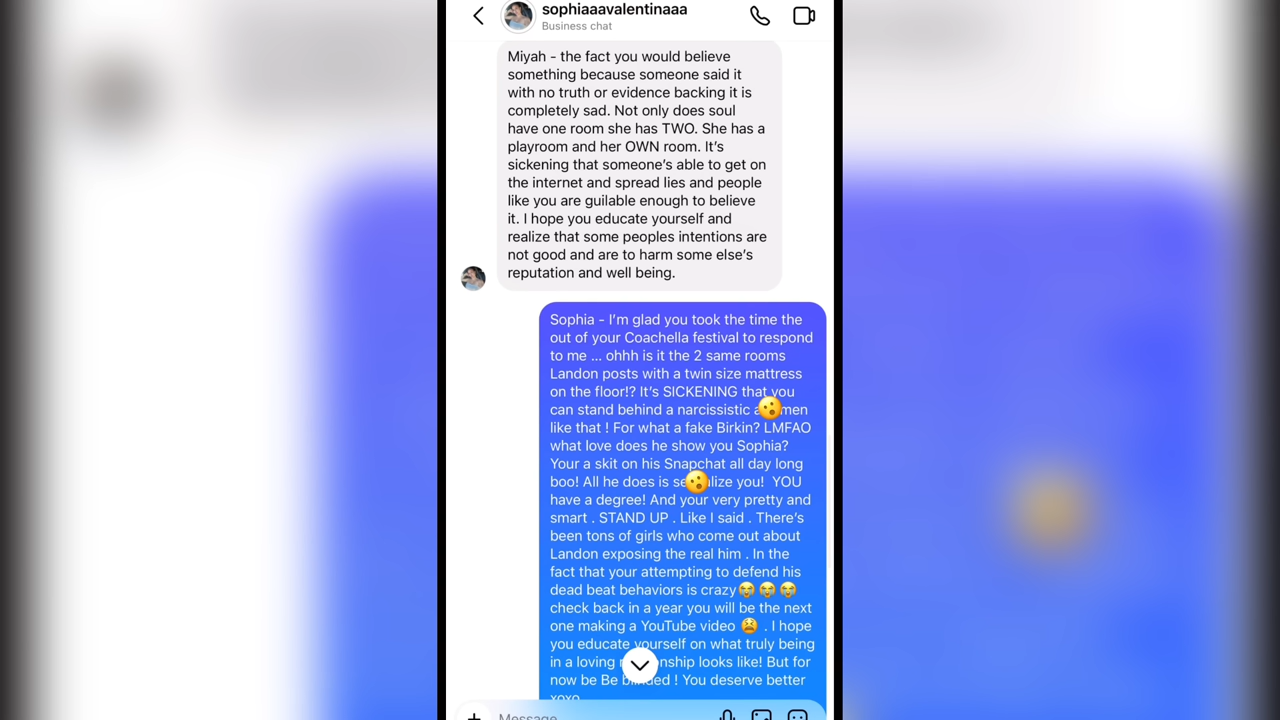 sophiaaavalentinaaa
Business chat
Miyah - the fact you would believe
something because someone said it
with no truth or evidence backing it is
completely sad. Not only does soul
have one room she has TWO. She has a
playroom and her OWN room. It's
sickening that someone's able to get on
the internet and spread lies and people
like you are guilable enough to believe
it. I hope you educate yourself and
realize that some peoples intentions are
not good and are to harm some else's
reputation and well being.
Sophia - I'm glad you took the time the
out of your Coachella festival to respond
to me ... ohhh is it the 2 same rooms
Landon posts with a twin size mattress
on the floor!? It's SICKENING that you
can stand behind a narcissistic men
like that ! For what a fake Birkin? LMFAO
what love does he show you Sophia?
Your a skit on his Snapchat all day long
boo! All he does is you! YOU
have a degree! And your very pretty and
smart . STAND UP . Like I said . There's
been tons of girls who come out about
Landon exposing the real him . In the
fact that your attempting to defend his
dead beat behaviors is crazy😭😭😭
check back in a year you will be the next
one making a YouTube video 😫 . I hope
you educate yourself on what truly being
in a loving looks like! But for
now be Be ! You deserve better
xoxo
Message